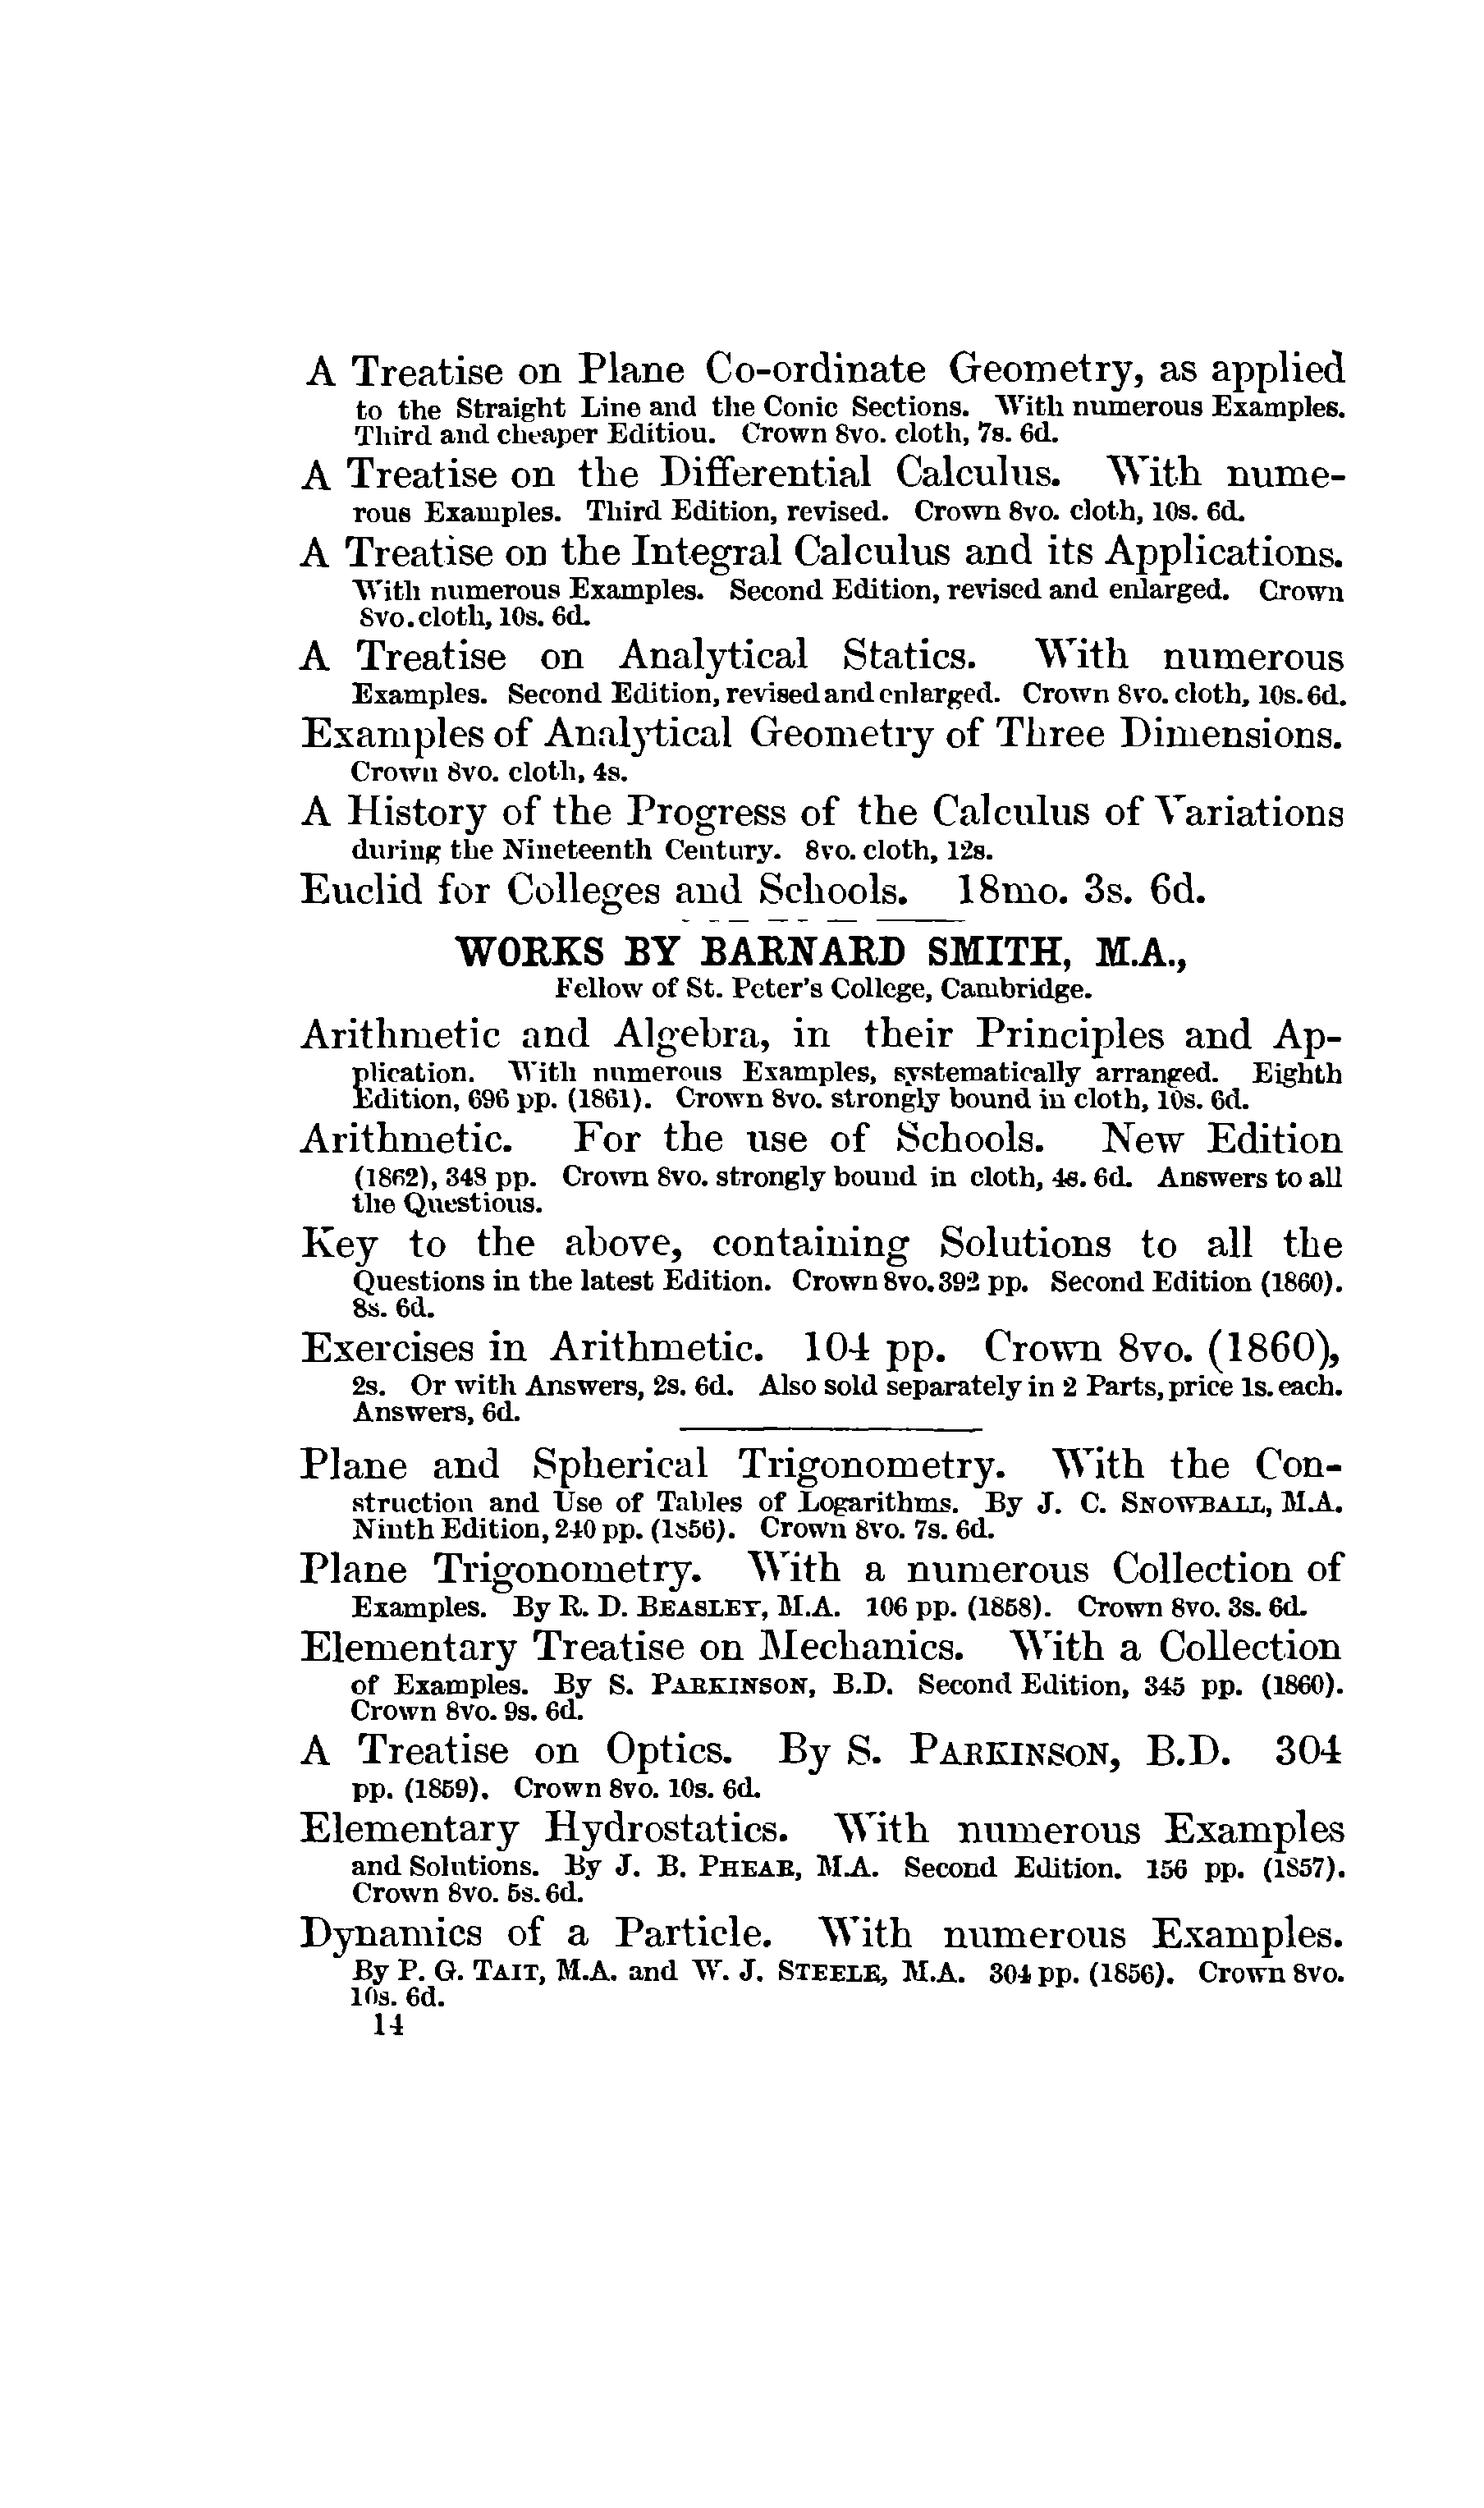 A Treatise on Plane Co-ordinate Geometry, as applied
to the Straight Line and the Conic Sections. With numerous Examples.
Third and cheaper Edition. Crown 8vo. cloth, 7s. 6d.
A Treatise on the Differential Calculus. With nume-
rous Examples. Third Edition, revised. Crown 8vo. cloth, 10s. 6d.
A Treatise on the Integral Calculus and its Applications.
With numerous Examples. Second Edition, revised and enlarged. Crown
8vo. cloth, 10s. 6d.
A Treatise on Analytical Statics. With numerous
Examples. Second Edition, revised and enlarged. Crown 8vo. cloth, 10s. 6d.
Examples of Analytical Geometry of Three Dimensions.
Crown 8vo. cloth, 4s.
A History of the Progress of the Calculus of Variations
during the Nineteenth Century. 8vo. cloth, 12s.
Euclid for Colleges and Schools. 18mo. 3s. 6d.
WORKS BY BARNARD SMITH, M.A.,
Fellow of St. Peter's College, Cambridge.
Arithmetic and Algebra, in their Principles and Ap-
plication. With numerous Examples, systematically arranged. Eighth
Edition, 696 pp. (1861). Crown 8vo. strongly bound in cloth, 10s. 6d.
Arithmetic. For the use of Schools. New Edition
(1862), 348 pp. Crown 8vo. strongly bound in cloth, 4s. 6d. Answers to all
the Questions.
Key to the above, containing Solutions to all the
Questions in the latest Edition. Crown 8vo. 392 pp. Second Edition (1860).
8s. 6d.
Exercises in Arithmetic. 104 pp. Crown 8vo. (1860),
2s. Or with Answers, 2s. 6d. Also sold separately in 2 Parts, price 1s. each.
Answers, 6d.
Plane and Spherical Trigonometry. With the Con-
struction and Use of Tables of Logarithms. By J. C. SNOWBALL, M.A.
Ninth Edition, 240 pp. (1856). Crown 8vo. 7s. 6d.
Plane Trigonometry. With a numerous Collection of
Examples. By R. D. BEASLEY, M.A. 106 pp. (1858). Crown 8vo. 3s. 6d.
Elementary Treatise on Mechanics. With a Collection
of Examples. By S. PARKINSON, B.D. Second Edition, 345 pp. (1860).
Crown 8vo. 9s. 6d.
A Treatise on Optics. By S. PARKINSON, B.D. 304
pp. (1859). Crown 8vo. 10s. 6d.
Elementary Hydrostatics. With numerous Examples
and Solutions. By J. B. PHEAR, M.A. Second Edition. 156 pp. (1857).
Crown 8vo. 5s. 6d.
Dynamics of a Particle. With numerous Examples.
By P. G. TAIT, M.A. and W. J. STEELE, M.A. 304 pp. (1856). Crown 8vo.
10s. 6d.
14